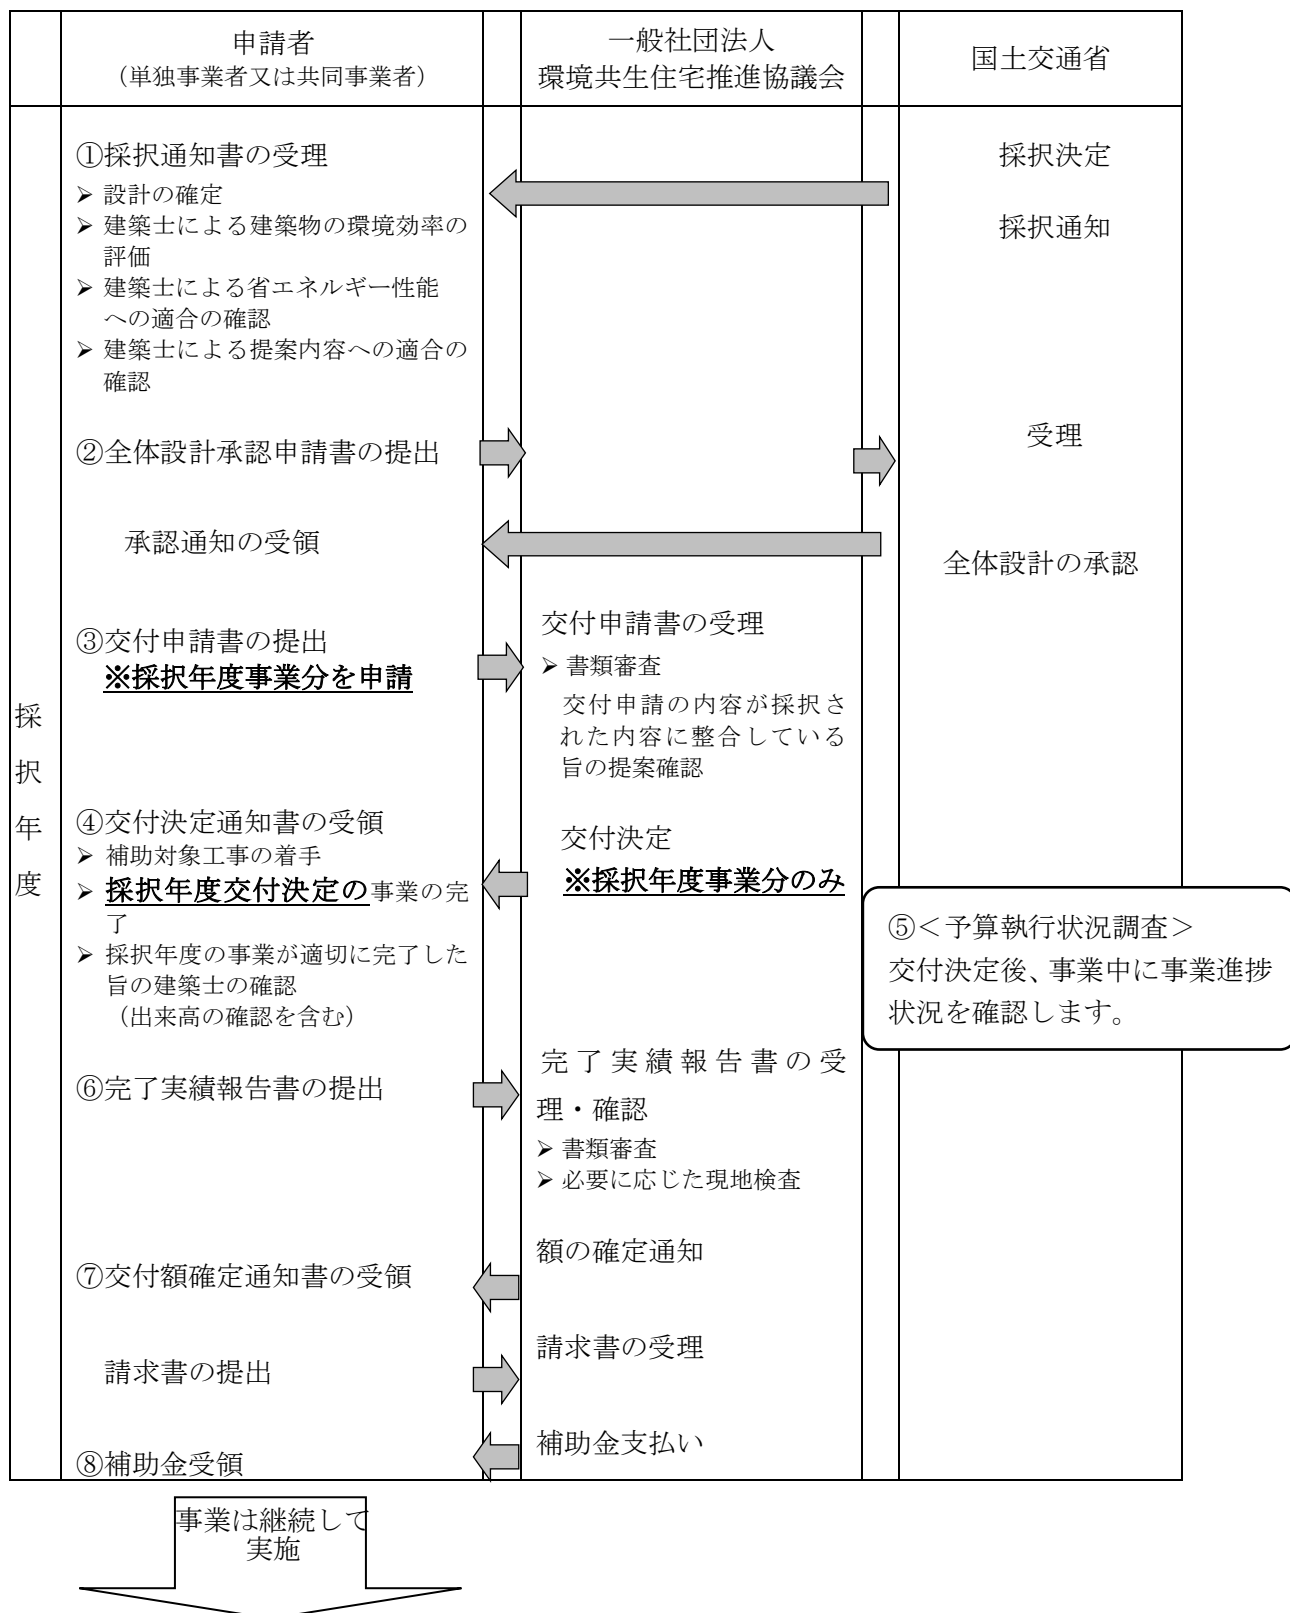 申請者
（単独事業者又は共同事業者）
一般社団法人
環境共生住宅推進協議会
国土交通省
採択年度
①採択通知書の受理
➢ 設計の確定
➢ 建築士による建築物の環境効率の
評価
➢ 建築士による省エネルギー性能
への適合の確認
➢ 建築士による提案内容への適合の
確認
採択決定
採択通知
②全体設計承認申請書の提出
受理
承認通知の受領
全体設計の承認
③交付申請書の提出
※採択年度事業分を申請
交付申請書の受理
➢ 書類審査
交付申請の内容が採択さ
れた内容に整合している
旨の提案確認
④交付決定通知書の受領
➢ 補助対象工事の着手
➢ 採択年度交付決定の事業の完
了
➢ 採択年度の事業が適切に完了した
旨の建築士の確認
（出来高の確認を含む）
交付決定
※採択年度事業分のみ
⑤＜予算執行状況調査＞
交付決定後、事業中に事業進捗
状況を確認します。
⑥完了実績報告書の提出
完了実績報告書の受
理・確認
➢ 書類審査
➢ 必要に応じた現地検査
額の確定通知
⑦交付額確定通知書の受領
請求書の提出
請求書の受理
補助金支払い
⑧補助金受領
事業は継続して
実施